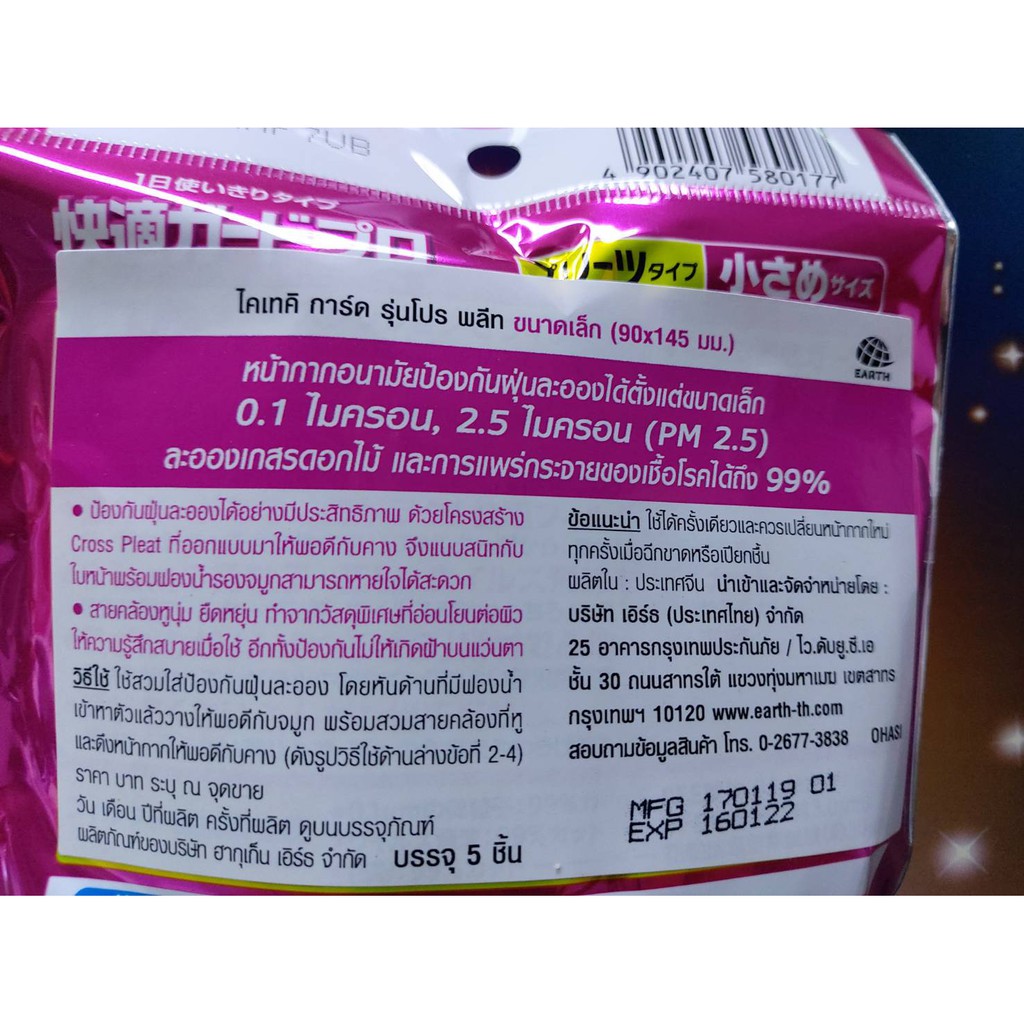 4 902407 580177
1日使いきりタイプ
快適ガードプロ
プリーツタイプ
小さめサイズ
ไคเทคิ การ์ด รุ่นโปร พลีท ขนาดเล็ก (90x145 มม.)
EARTH
หน้ากากอนามัยป้องกันฝุ่นละอองได้ตั้งแต่ขนาดเล็ก
0.1 ไมครอน, 2.5 ไมครอน (PM 2.5)
ละอองเกสรดอกไม้ และการแพร่กระจายของเชื้อโรคได้ถึง 99%
• ป้องกันฝุ่นละอองได้อย่างมีประสิทธิภาพ ด้วยโครงสร้าง
Cross Pleat ที่ออกแบบมาให้พอดีกับคาง จึงแนบสนิทกับ
ใบหน้าพร้อมฟองน้ำรองจมูกสามารถหายใจได้สะดวก
• สายคล้องหูนุ่ม ยืดหยุ่น ทำจากวัสดุพิเศษที่อ่อนโยนต่อผิว
ให้ความรู้สึกสบายเมื่อใช้ อีกทั้งป้องกันไม่ให้เกิดฝ้าบนแว่นตา
วิธีใช้ ใช้สวมใส่ป้องกันฝุ่นละออง โดยหันด้านที่มีฟองน้ำ
เข้าหาตัวแล้ววางให้พอดีกับจมูก พร้อมสวมสายคล้องที่หู
และดึงหน้ากากให้พอดีกับคาง (ดังรูปวิธีใช้ด้านล่างข้อที่ 2-4)
ราคา บาท ระบุ ณ จุดขาย
วัน เดือน ปีที่ผลิต ครั้งที่ผลิต ดูบนบรรจุภัณฑ์
ผลิตภัณฑ์ของบริษัท ฮากุเก็น เอิร์ธ จำกัด บรรจุ 5 ชิ้น
ข้อแนะนำ ใช้ได้ครั้งเดียวและควรเปลี่ยนหน้ากากใหม่
ทุกครั้งเมื่อฉีกขาดหรือเปียกชื้น
ผลิตใน : ประเทศจีน นำเข้าและจัดจำหน่ายโดย :
บริษัท เอิร์ธ (ประเทศไทย) จำกัด
25 อาคารกรุงเทพประกันภัย / ไว.ดับยู.ซี.เอ
ชั้น 30 ถนนสาทรใต้ แขวงทุ่งมหาเมฆ เขตสาทร
กรุงเทพฯ 10120 www.earth-th.com
สอบถามข้อมูลสินค้า โทร. 0-2677-3838 OHASI
MFG 170119 01
EXP 160122